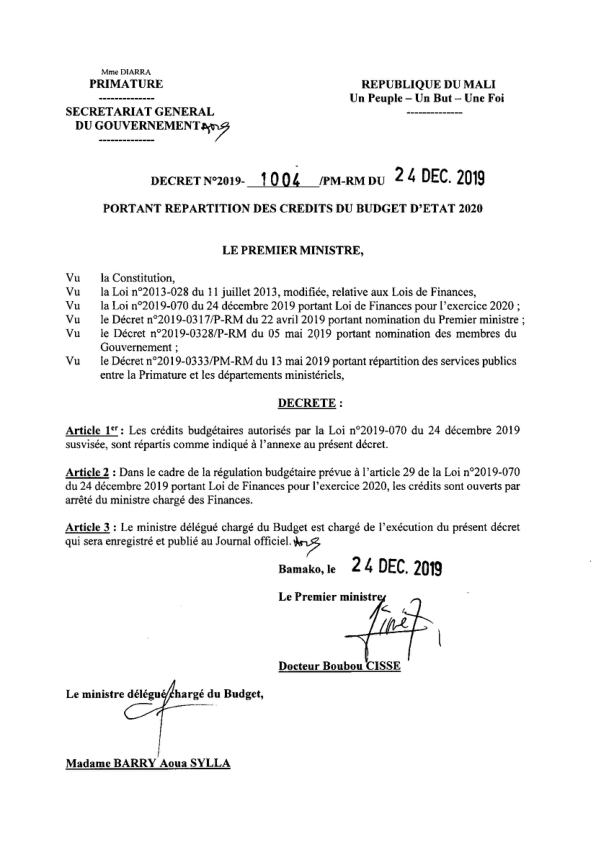 Mme DIARRA
PRIMATURE
--------------
SECRETARIAT GENERAL
DU GOUVERNEMENT
--------------
REPUBLIQUE DU MALI
Un Peuple – Un But – Une Foi
--------------
DECRET N°2019- 1004 /PM-RM DU 24 DEC. 2019
PORTANT REPARTITION DES CREDITS DU BUDGET D'ETAT 2020
LE PREMIER MINISTRE,
Vu la Constitution,
Vu la Loi n°2013-028 du 11 juillet 2013, modifiée, relative aux Lois de Finances,
Vu la Loi n°2019-070 du 24 décembre 2019 portant Loi de Finances pour l'exercice 2020 ;
Vu le Décret n°2019-0317/P-RM du 22 avril 2019 portant nomination du Premier ministre ;
Vu le Décret n°2019-0328/P-RM du 05 mai 2019 portant nomination des membres du
Gouvernement ;
Vu le Décret n°2019-0333/PM-RM du 13 mai 2019 portant répartition des services publics
entre la Primature et les départements ministériels,
DECRETE :
Article 1er : Les crédits budgétaires autorisés par la Loi n°2019-070 du 24 décembre 2019
susvisée, sont répartis comme indiqué à l'annexe au présent décret.
Article 2 : Dans le cadre de la régulation budgétaire prévue à l'article 29 de la Loi n°2019-070
du 24 décembre 2019 portant Loi de Finances pour l'exercice 2020, les crédits sont ouverts par
arrêté du ministre chargé des Finances.
Article 3 : Le ministre délégué chargé du Budget est chargé de l'exécution du présent décret
qui sera enregistré et publié au Journal officiel.
Bamako, le 24 DEC. 2019
Le Premier ministre,
Docteur Boubou CISSE
Le ministre délégué chargé du Budget,
Madame BARRY Aoua SYLLA